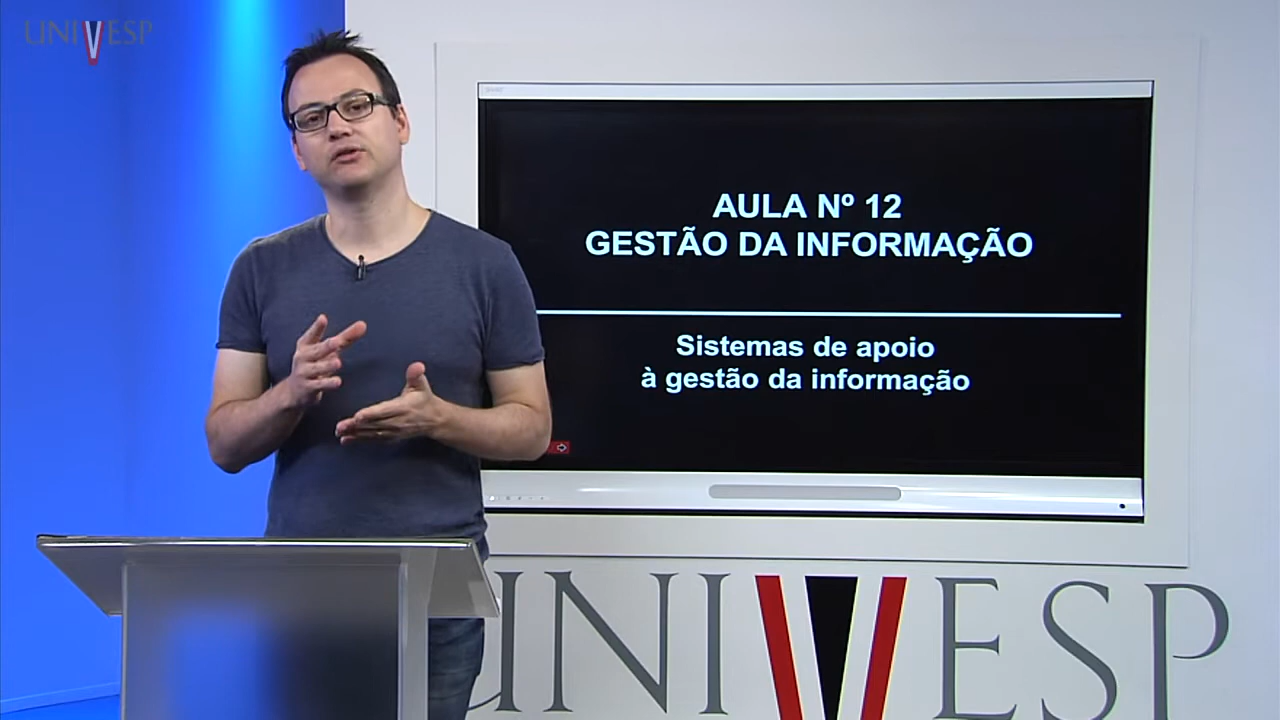 UNIVESP
AULA Nº 12
GESTÃO DA INFORMAÇÃO
Sistemas de apoio
à gestão da informação
UNIVESP